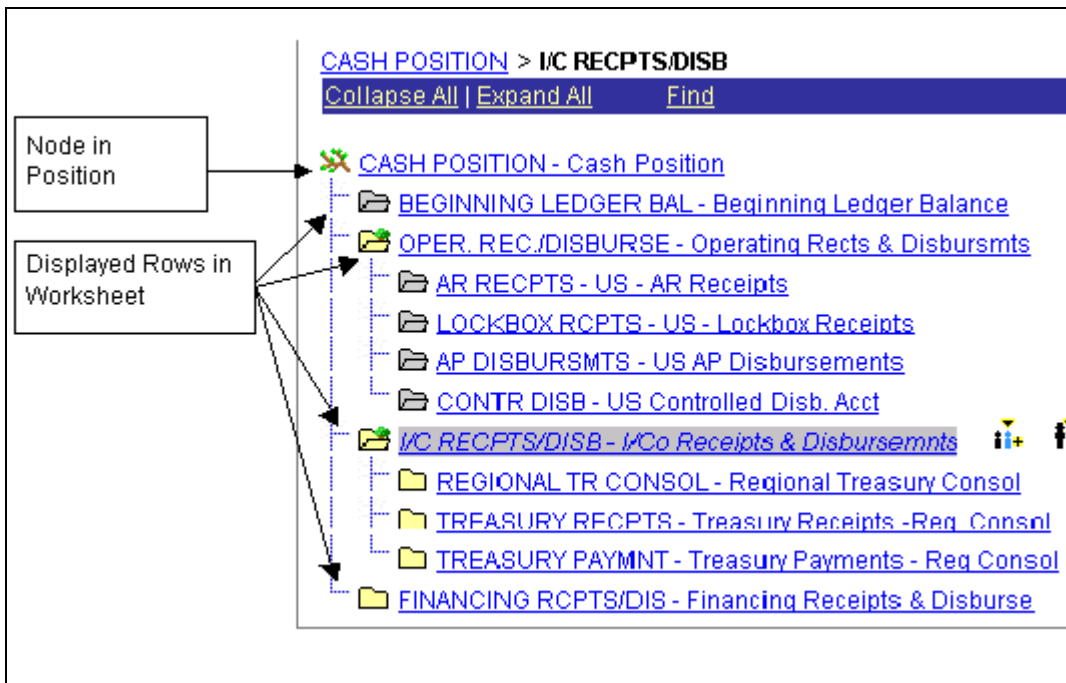 CASH POSITION > I/C RECPTS/DISB
Collapse All | Expand All Find
Node in
Position
CASH POSITION - Cash Position
BEGINNING LEDGER BAL - Beginning Ledger Balance
OPER. REC./DISBURSE - Operating Rects & Disbursmts
Displayed Rows in
Worksheet
AR RECPTS - US - AR Receipts
LOCKBOX RCPTS - US - Lockbox Receipts
AP DISBURSMTS - US AP Disbursements
CONTR DISB - US Controlled Disb. Acct
I/C RECPTS/DISB - I/Co Receipts & Disbursemnts
REGIONAL TR CONSOL - Regional Treasury Consol
TREASURY RECPTS - Treasury Receipts -Reg. Consol
TREASURY PAYMNT - Treasury Payments - Reg Consol
FINANCING RCPTS/DIS - Financing Receipts & Disburse